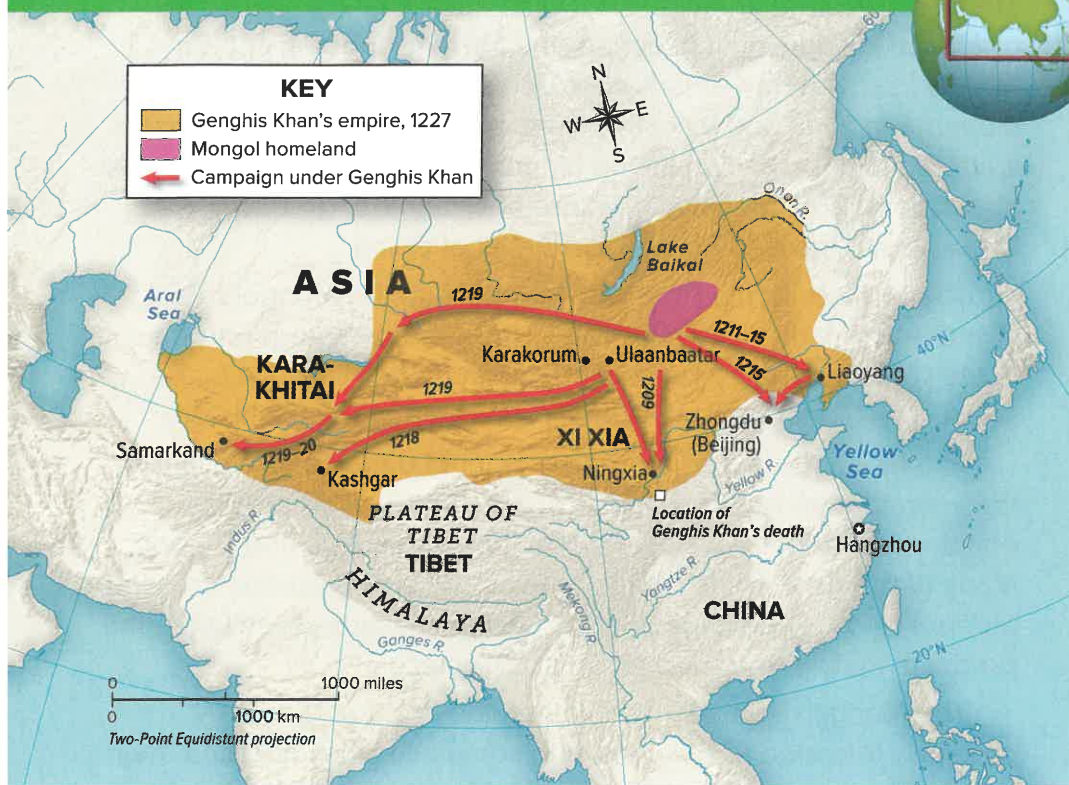 KEY
Genghis Khan's empire, 1227
Mongol homeland
Campaign under Genghis Khan
N
W
E
S
60
Onon R.
Lake
Baikal
ASIA
Aral
Sea
1219
1211–15
40°N
KARA-
KHITAI
Karakorum
Ulaanbaatar
1215
Liaoyang
1219
1209
1218
Samarkand
1219–20
XI XIA
Zhongdu
(Beijing)
Yellow
Sea
Kashgar
Ningxia
Yellow R.
PLATEAU OF
TIBET
TIBET
Location of
Genghis Khan's death
Indus R.
Hangzhou
HIMALAYA
Mekong R.
Yangtze R.
CHINA
Ganges R.
20°N
0
1000 miles
0
1000 km
Two-Point Equidistant projection